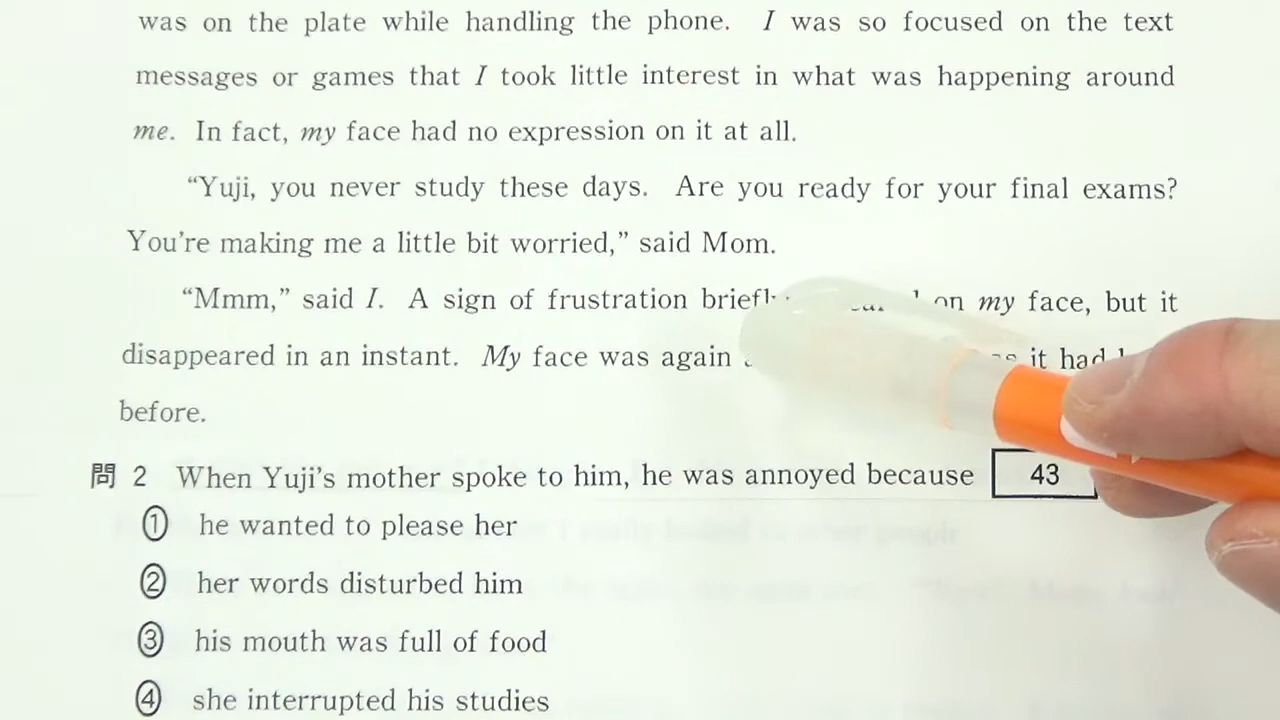 was on the plate while handling the phone. I was so focused on the text
messages or games that I took little interest in what was happening around
me. In fact, my face had no expression on it at all.
“Yuji, you never study these days. Are you ready for your final exams?
You’re making me a little bit worried,” said Mom.
“Mmm,” said I. A sign of frustration on my face, but it
disappeared in an instant. My face was again it had
before.
問 2 When Yuji’s mother spoke to him, he was annoyed because 43
① he wanted to please her
② her words disturbed him
③ his mouth was full of food
④ she interrupted his studies